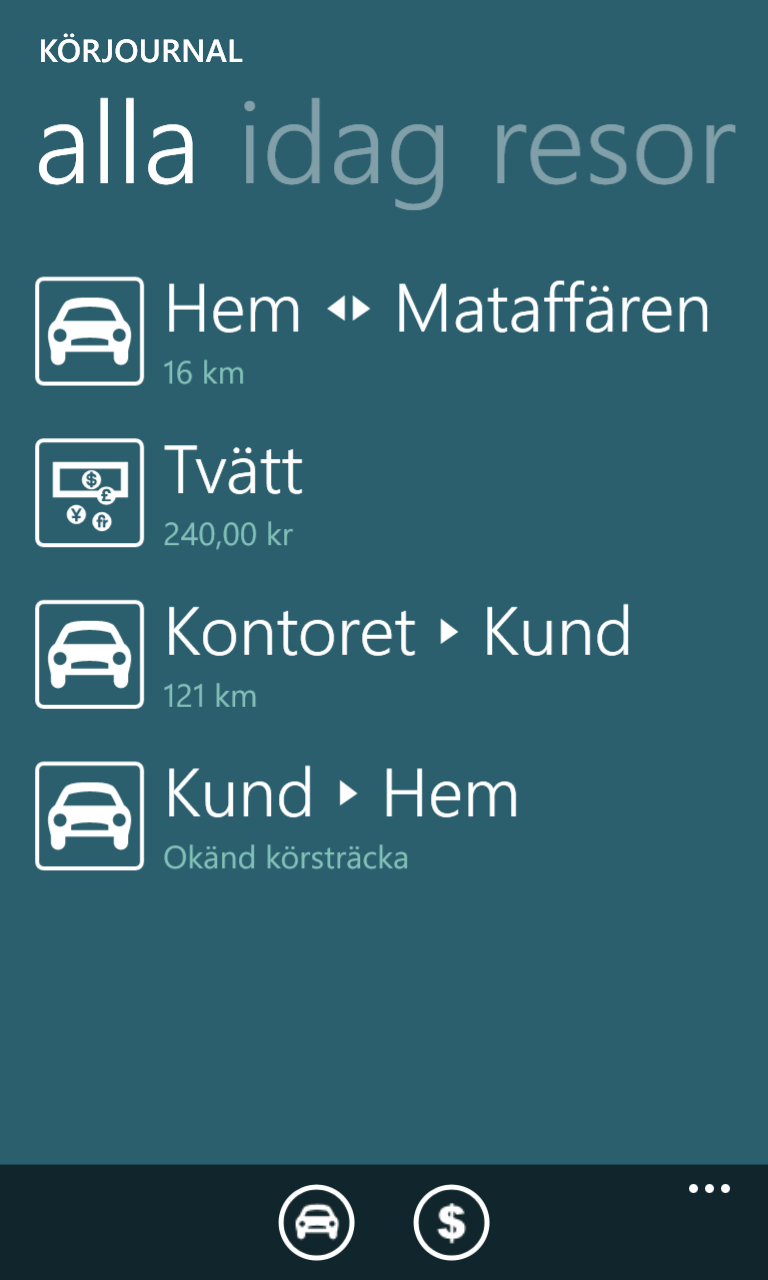 KÖRJOURNAL
alla idag resor
Hem ◂▸ Mataffären
16 km
Tvätt
240,00 kr
Kontoret ▸ Kund
121 km
Kund ▸ Hem
Okänd körsträcka